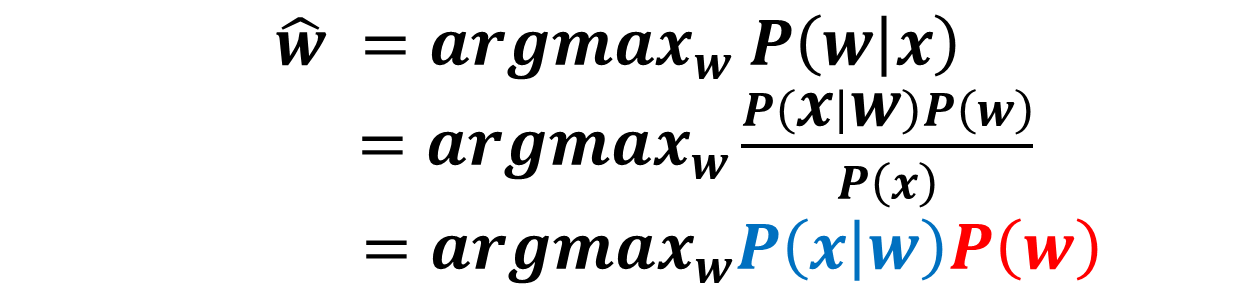 ŵ = argmax_w P(w|x)
= argmax_w P(x|w)P(w) / P(x)
= argmax_w P(x|w)P(w)